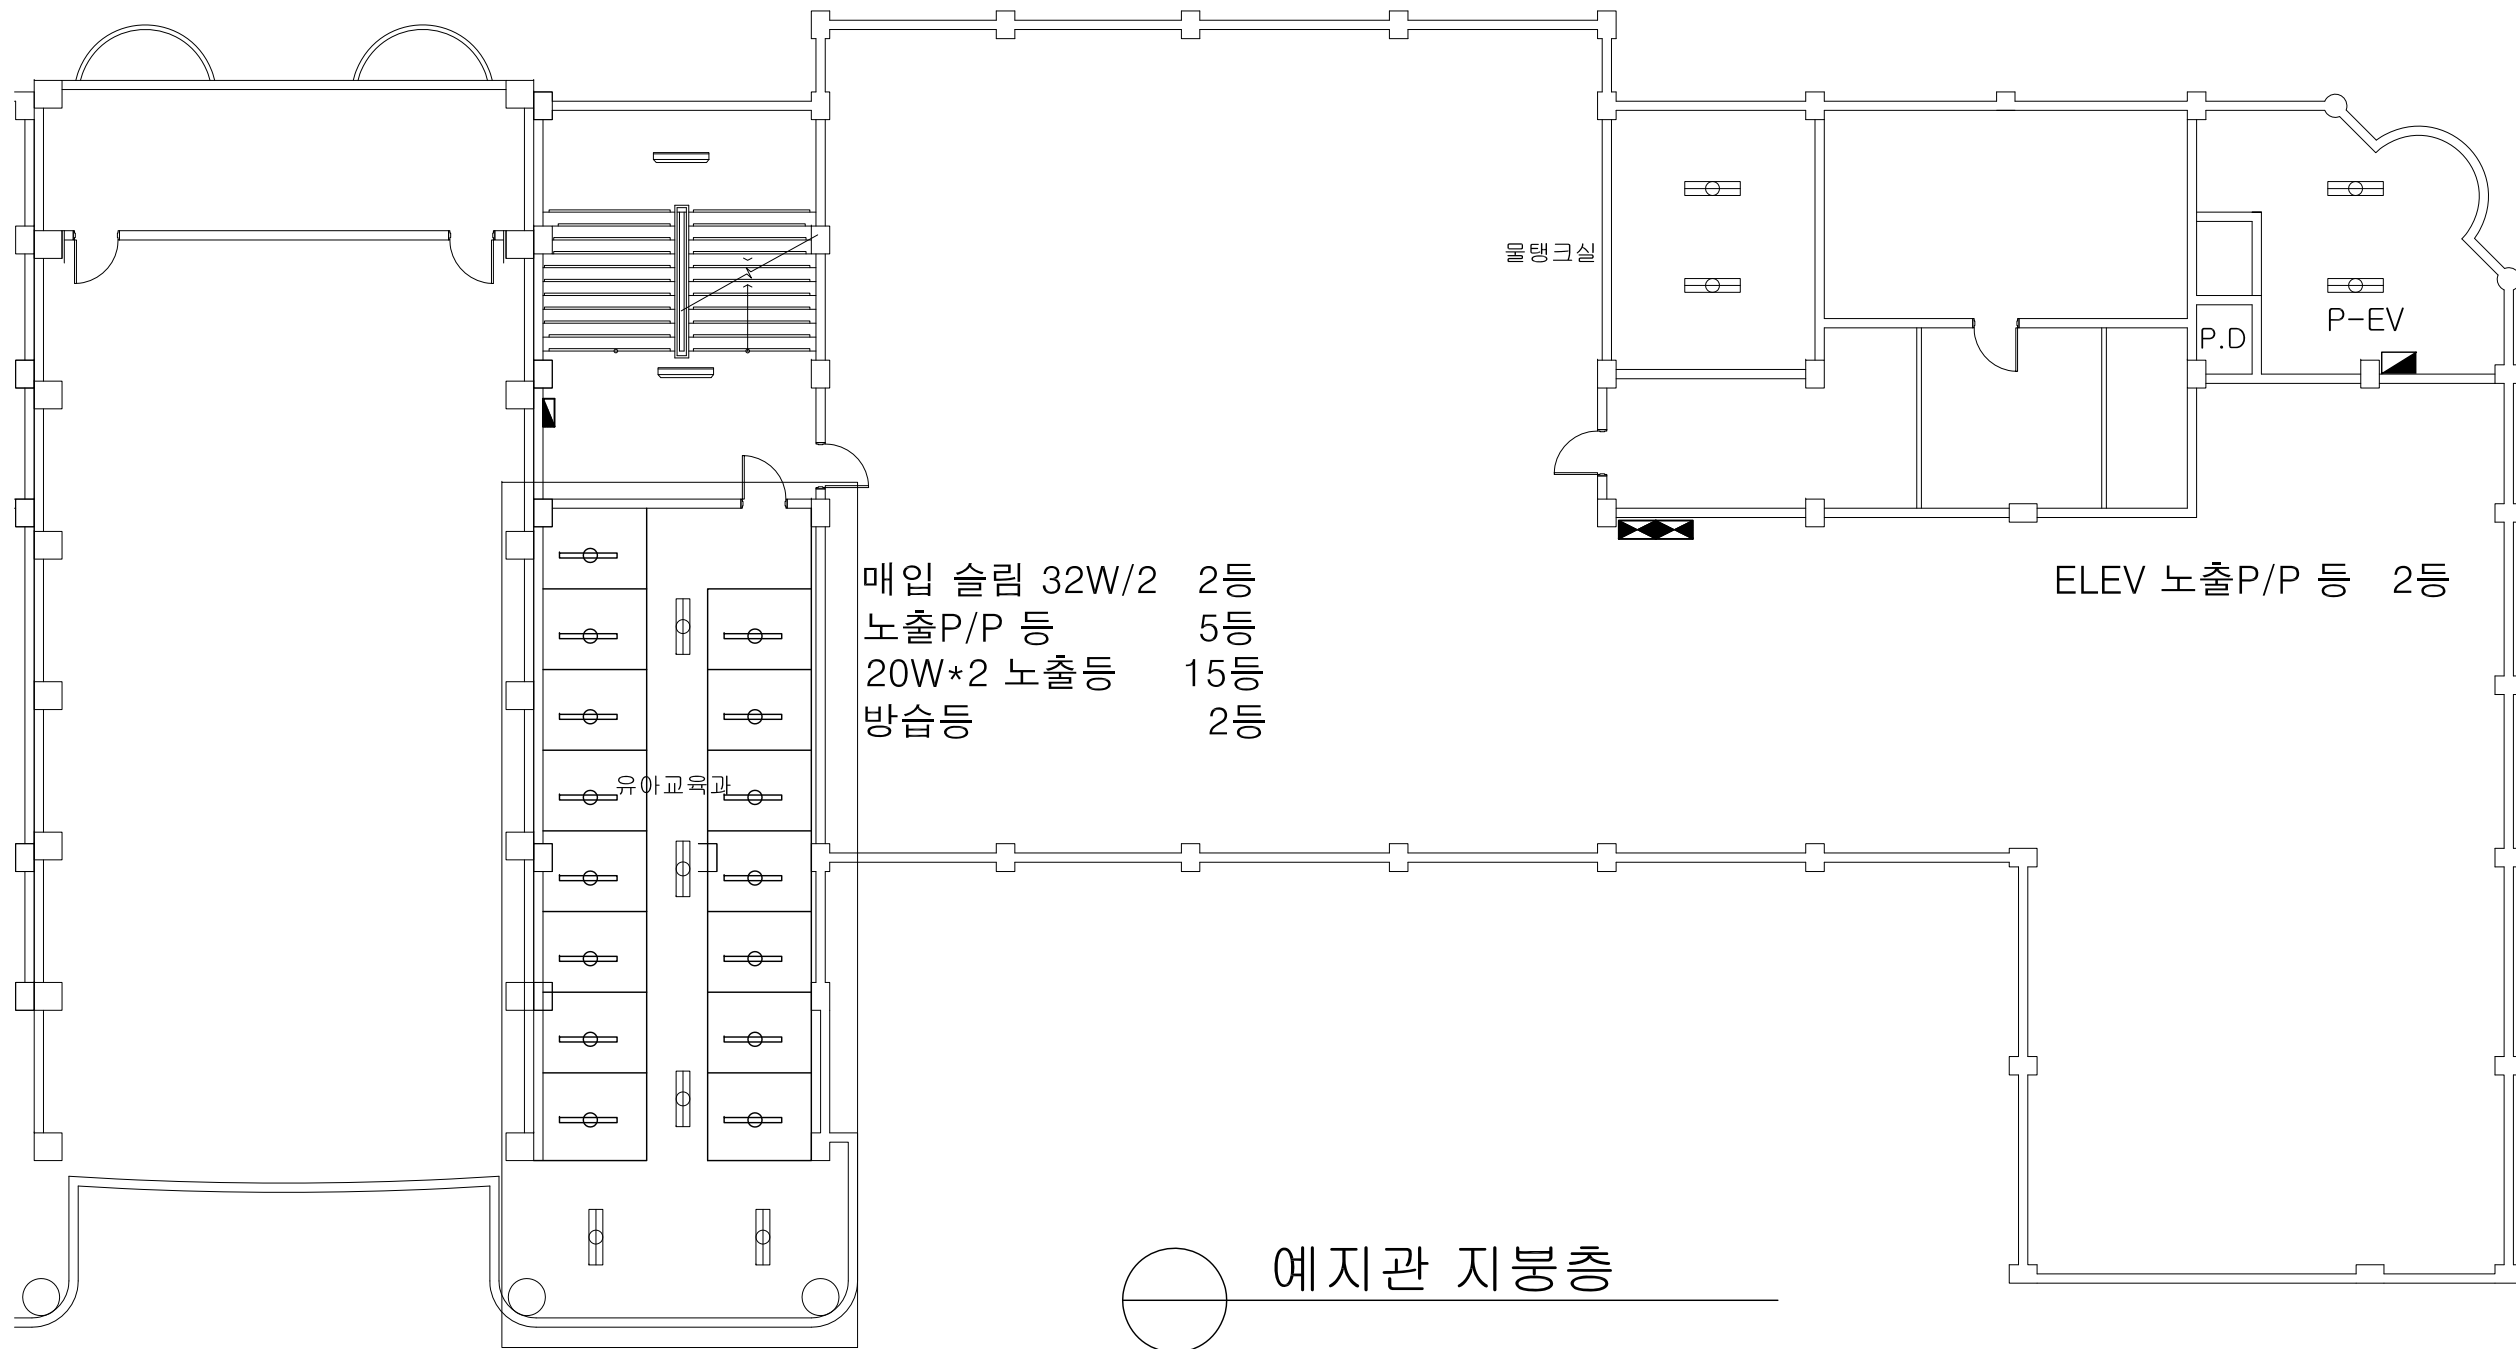 물탱크실
P-EV
P.D
매입 슬림 32W/2 2등
노출P/P 등 5등
20W*2 노출등 15등
방습등 2등
ELEV 노출P/P 등 2등
유아교육과
예지관 지붕층